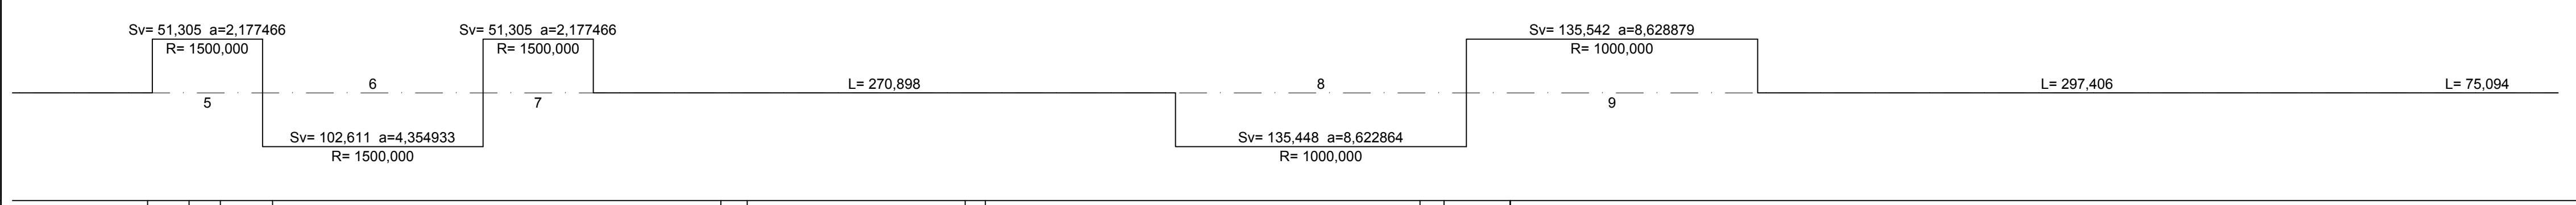 Sv= 51,305  a=2,177466
R= 1500,000
5
6
Sv= 102,611  a=4,354933
R= 1500,000
Sv= 51,305  a=2,177466
R= 1500,000
7
L= 270,898
8
Sv= 135,448  a=8,622864
R= 1000,000
Sv= 135,542  a=8,628879
R= 1000,000
9
L= 297,406
L= 75,094